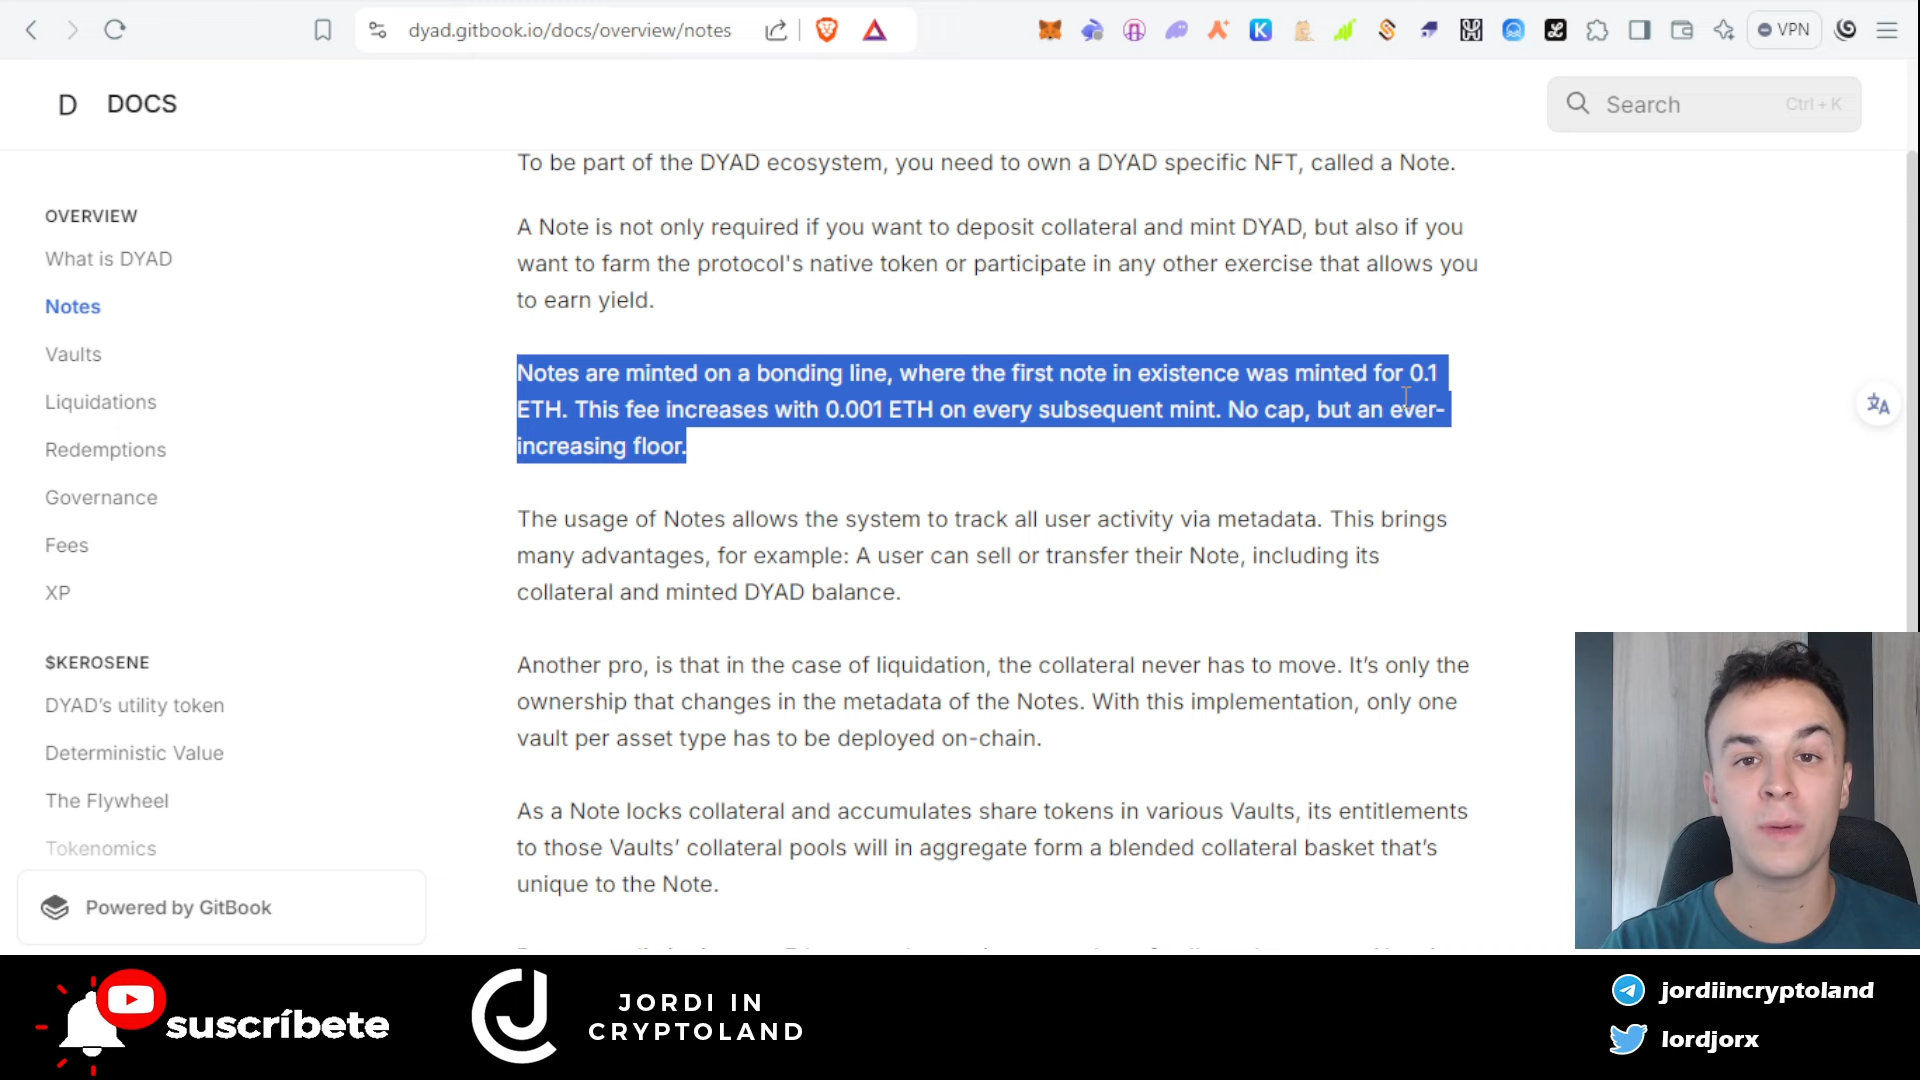 dyad.gitbook.io/docs/overview/notes
VPN
D DOCS
Search Ctrl + K
OVERVIEW
What is DYAD
Notes
Vaults
Liquidations
Redemptions
Governance
Fees
XP
$KEROSENE
DYAD's utility token
Deterministic Value
The Flywheel
Tokenomics
Powered by GitBook
To be part of the DYAD ecosystem, you need to own a DYAD specific NFT, called a Note.
A Note is not only required if you want to deposit collateral and mint DYAD, but also if you
want to farm the protocol's native token or participate in any other exercise that allows you
to earn yield.
Notes are minted on a bonding line, where the first note in existence was minted for 0.1
ETH. This fee increases with 0.001 ETH on every subsequent mint. No cap, but an ever-
increasing floor.
The usage of Notes allows the system to track all user activity via metadata. This brings
many advantages, for example: A user can sell or transfer their Note, including its
collateral and minted DYAD balance.
Another pro, is that in the case of liquidation, the collateral never has to move. It's only the
ownership that changes in the metadata of the Notes. With this implementation, only one
vault per asset type has to be deployed on-chain.
As a Note locks collateral and accumulates share tokens in various Vaults, its entitlements
to those Vaults' collateral pools will in aggregate form a blended collateral basket that's
unique to the Note.
suscríbete
JORDI IN
CRYPTOLAND
jordiincryptoland
lordjorx